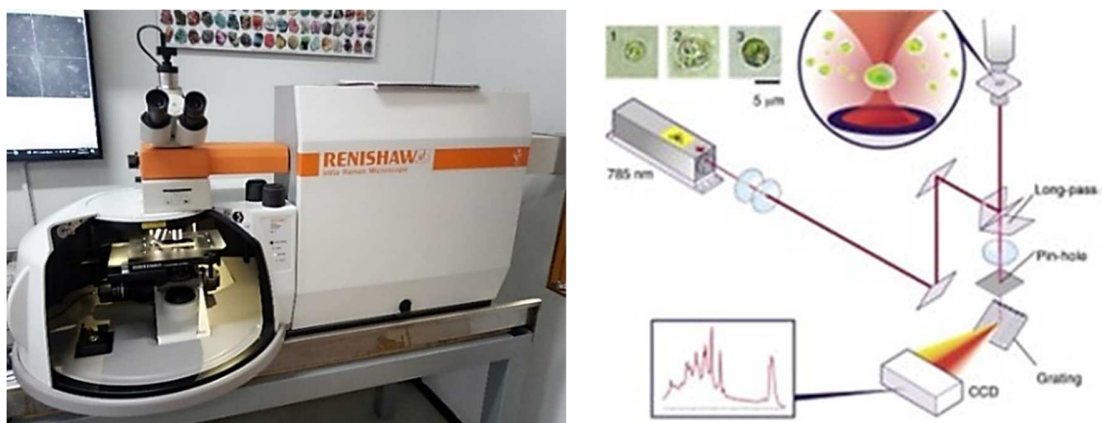 RENISHAW
inVia Raman Microscope
1
2
3
5 μm
785 nm
Long-pass
Pin-hole
Grating
CCD